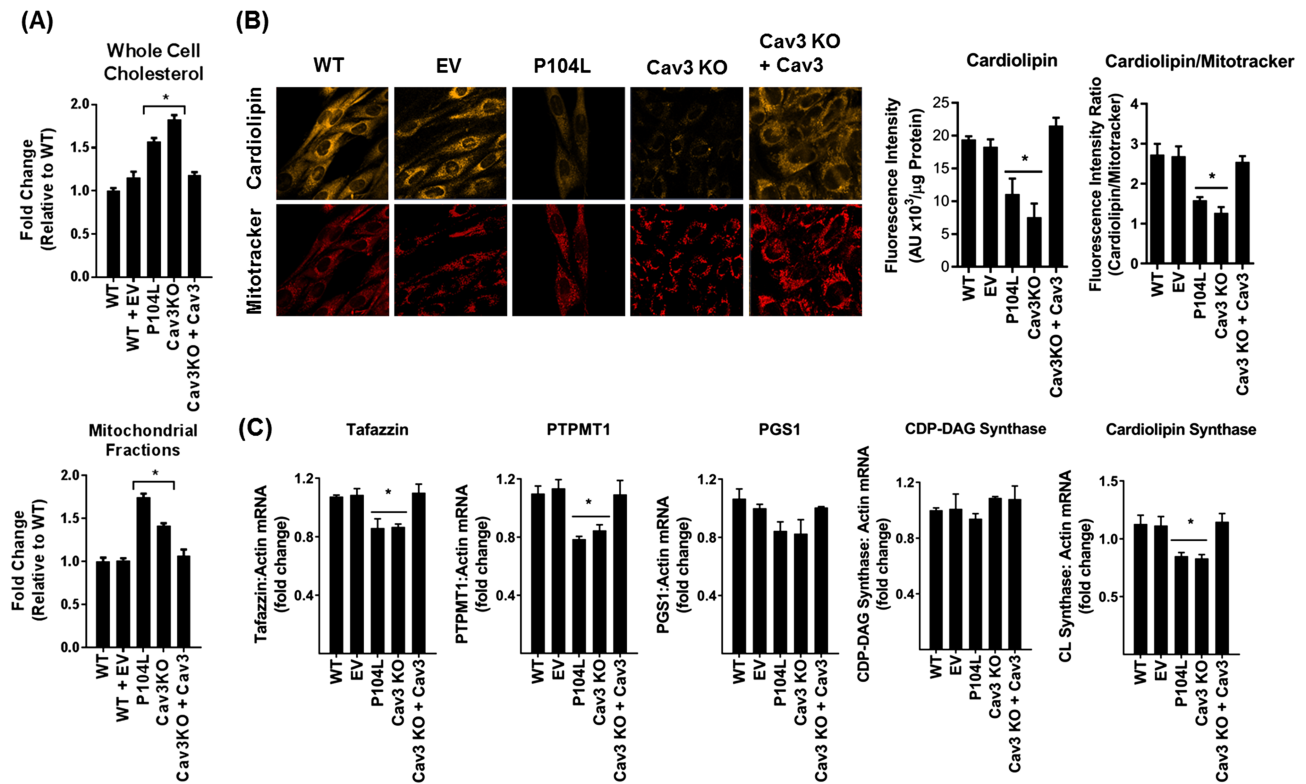 (A)
Whole Cell
Cholesterol
*
2.0
1.5
1.0
0.5
0.0
Fold Change
(Relative to WT)
WT
WT + EV
P104L
Cav3KO
Cav3KO + Cav3
Mitochondrial
Fractions
*
2.0
1.5
1.0
0.5
0.0
Fold Change
(Relative to WT)
WT
WT + EV
P104L
Cav3KO
Cav3KO + Cav3
(B)
WT
EV
P104L
Cav3 KO
Cav3 KO
+ Cav3
Cardiolipin
Mitotracker
Cardiolipin
*
25
20
15
10
5
0
Fluorescence Intensity
(AU x10³/µg Protein)
WT
EV
P104L
Cav3KO
Cav3KO + Cav3
Cardiolipin/Mitotracker
*
4
3
2
1
0
Fluorescence Intensity Ratio
(Cardiolipin/Mitotracker)
WT
EV
P104L
Cav3 KO
Cav3 KO + Cav3
(C)
Tafazzin
*
1.2
0.8
0.4
Tafazzin:Actin mRNA
(fold change)
WT
EV
P104L
Cav3 KO
Cav3 KO + Cav3
PTPMT1
*
1.2
0.8
0.4
PTPMT1:Actin mRNA
(fold change)
WT
EV
P104L
Cav3 KO
Cav3 KO + Cav3
PGS1
1.2
0.8
0.4
PGS1:Actin mRNA
(fold change)
WT
EV
P104L
Cav3 KO
Cav3 KO + Cav3
CDP-DAG Synthase
1.2
0.8
0.4
CDP-DAG Synthase: Actin mRNA
(fold change)
WT
EV
P104L
Cav3 KO
Cav3 KO + Cav3
Cardiolipin Synthase
*
1.5
1.0
0.5
0.0
CL Synthase: Actin mRNA
(fold change)
WT
EV
P104L
Cav3 KO
Cav3 KO + Cav3